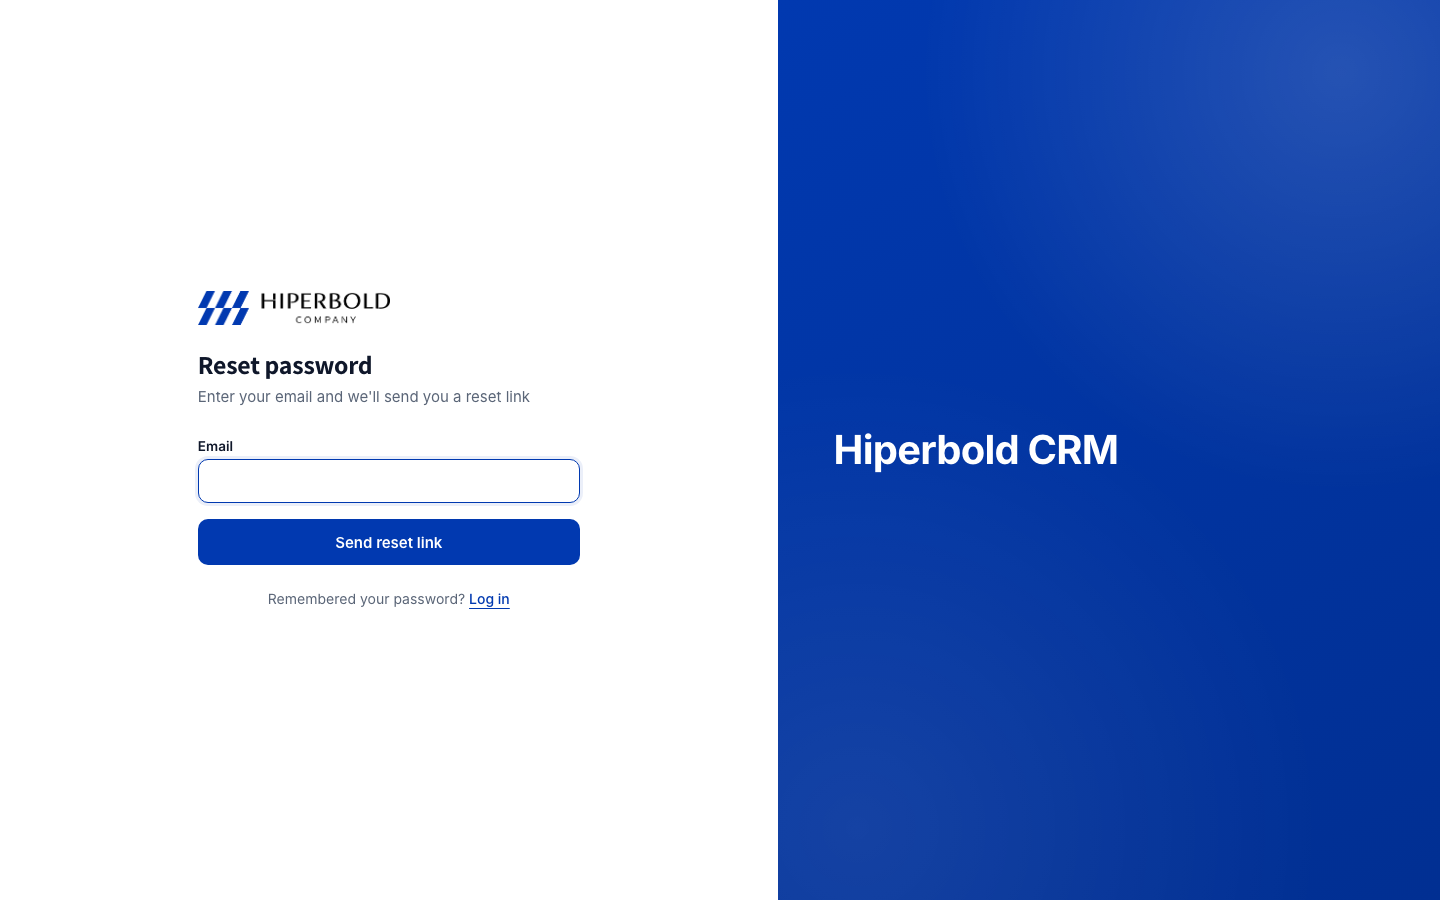 HIPERBOLD
COMPANY
Reset password
Enter your email and we'll send you a reset link
Email
Send reset link
Remembered your password? Log in
Hiperbold CRM